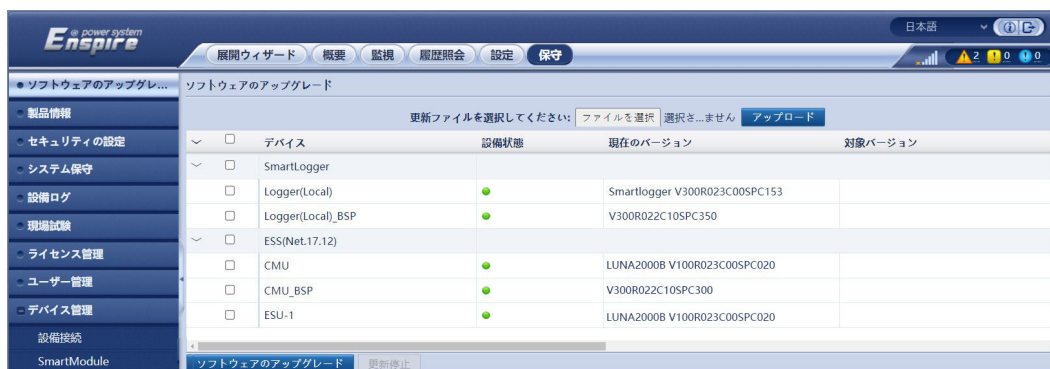 @ power system
Enspire
日本語
展開ウィザード 概要 監視 履歴照会 設定 保守
2 0 0
ソフトウェアのアップグレ...
ソフトウェアのアップグレード
製品情報
更新ファイルを選択してください: ファイルを選択 選択さ...ません アップロード
セキュリティの設定
デバイス 設備状態 現在のバージョン 対象バージョン
システム保守
SmartLogger
設備ログ
Logger(Local) Smartlogger V300R023C00SPC153
現場試験
Logger(Local)_BSP V300R022C10SPC350
ライセンス管理
ESS(Net.17.12)
CMU LUNA2000B V100R023C00SPC020
ユーザー管理
CMU_BSP V300R022C10SPC300
デバイス管理
ESU-1 LUNA2000B V100R023C00SPC020
設備接続
SmartModule
ソフトウェアのアップグレード 更新停止